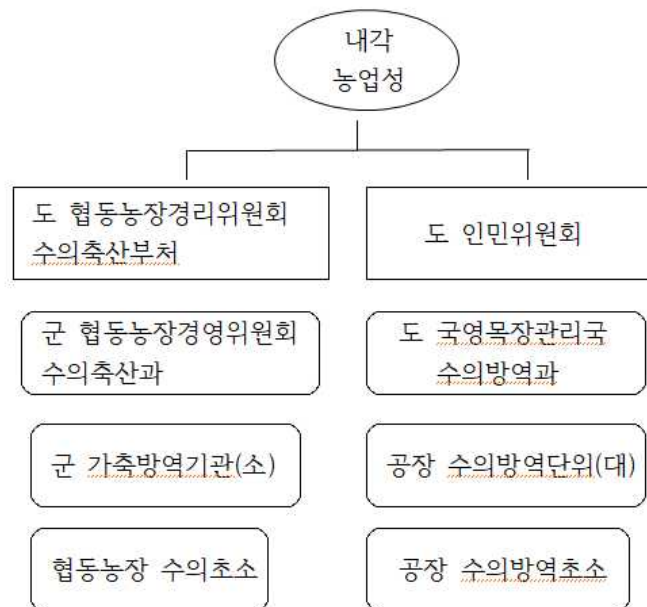 내각
농업성
도 협동농장경리위원회
수의축산부처
도 인민위원회
군 협동농장경영위원회
수의축산과
도 국영목장관리국
수의방역과
군 가축방역기관(소)
공장 수의방역단위(대)
협동농장 수의초소
공장 수의방역초소